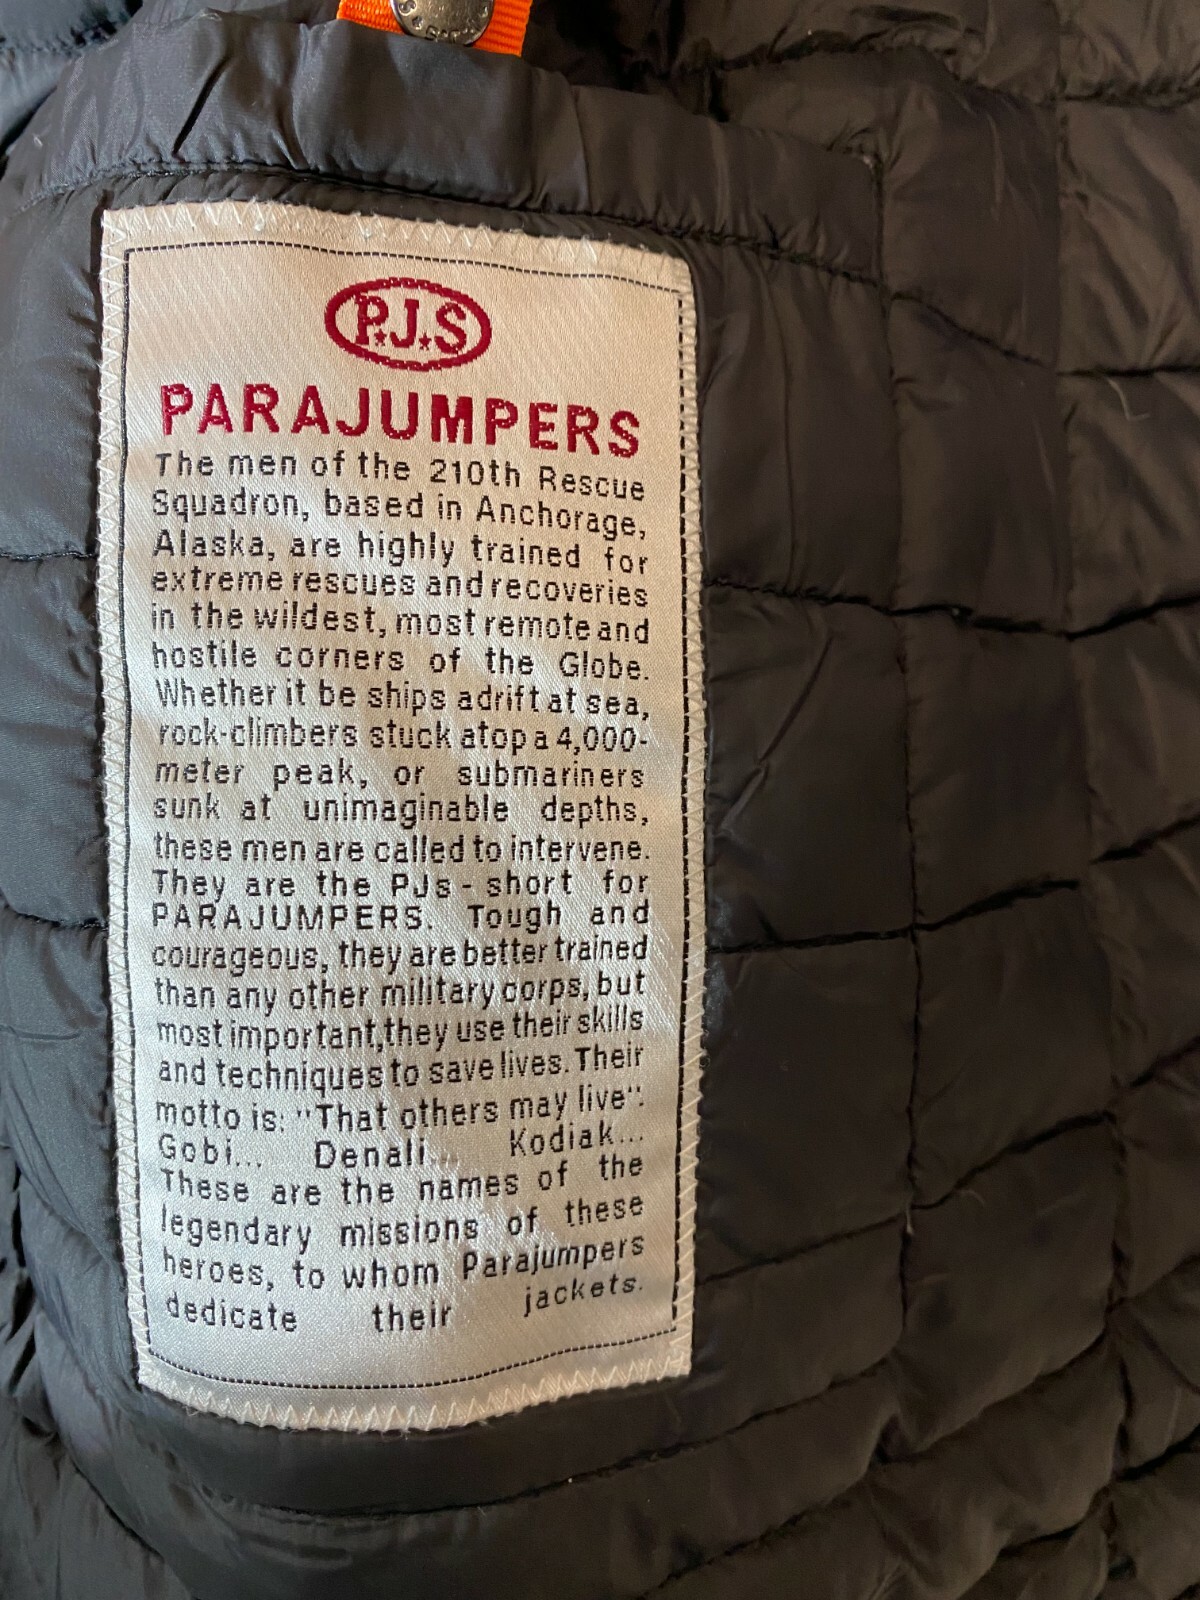 P.J.S
PARAJUMPERS
The men of the 210th Rescue
Squadron, based in Anchorage,
Alaska, are highly trained for
extreme rescues and recoveries
in the wildest, most remote and
hostile corners of the Globe.
Whether it be ships adrift at sea,
rock-climbers stuck atop a 4,000-
meter peak, or submariners
sunk at unimaginable depths,
these men are called to intervene.
They are the PJs - short for
PARAJUMPERS. Tough and
courageous, they are better trained
than any other military corps, but
most important,they use their skills
and techniques to save lives. Their
motto is: "That others may live".
Gobi... Denali... Kodiak...
These are the names of the
legendary missions of these
heroes, to whom Parajumpers
dedicate their jackets.